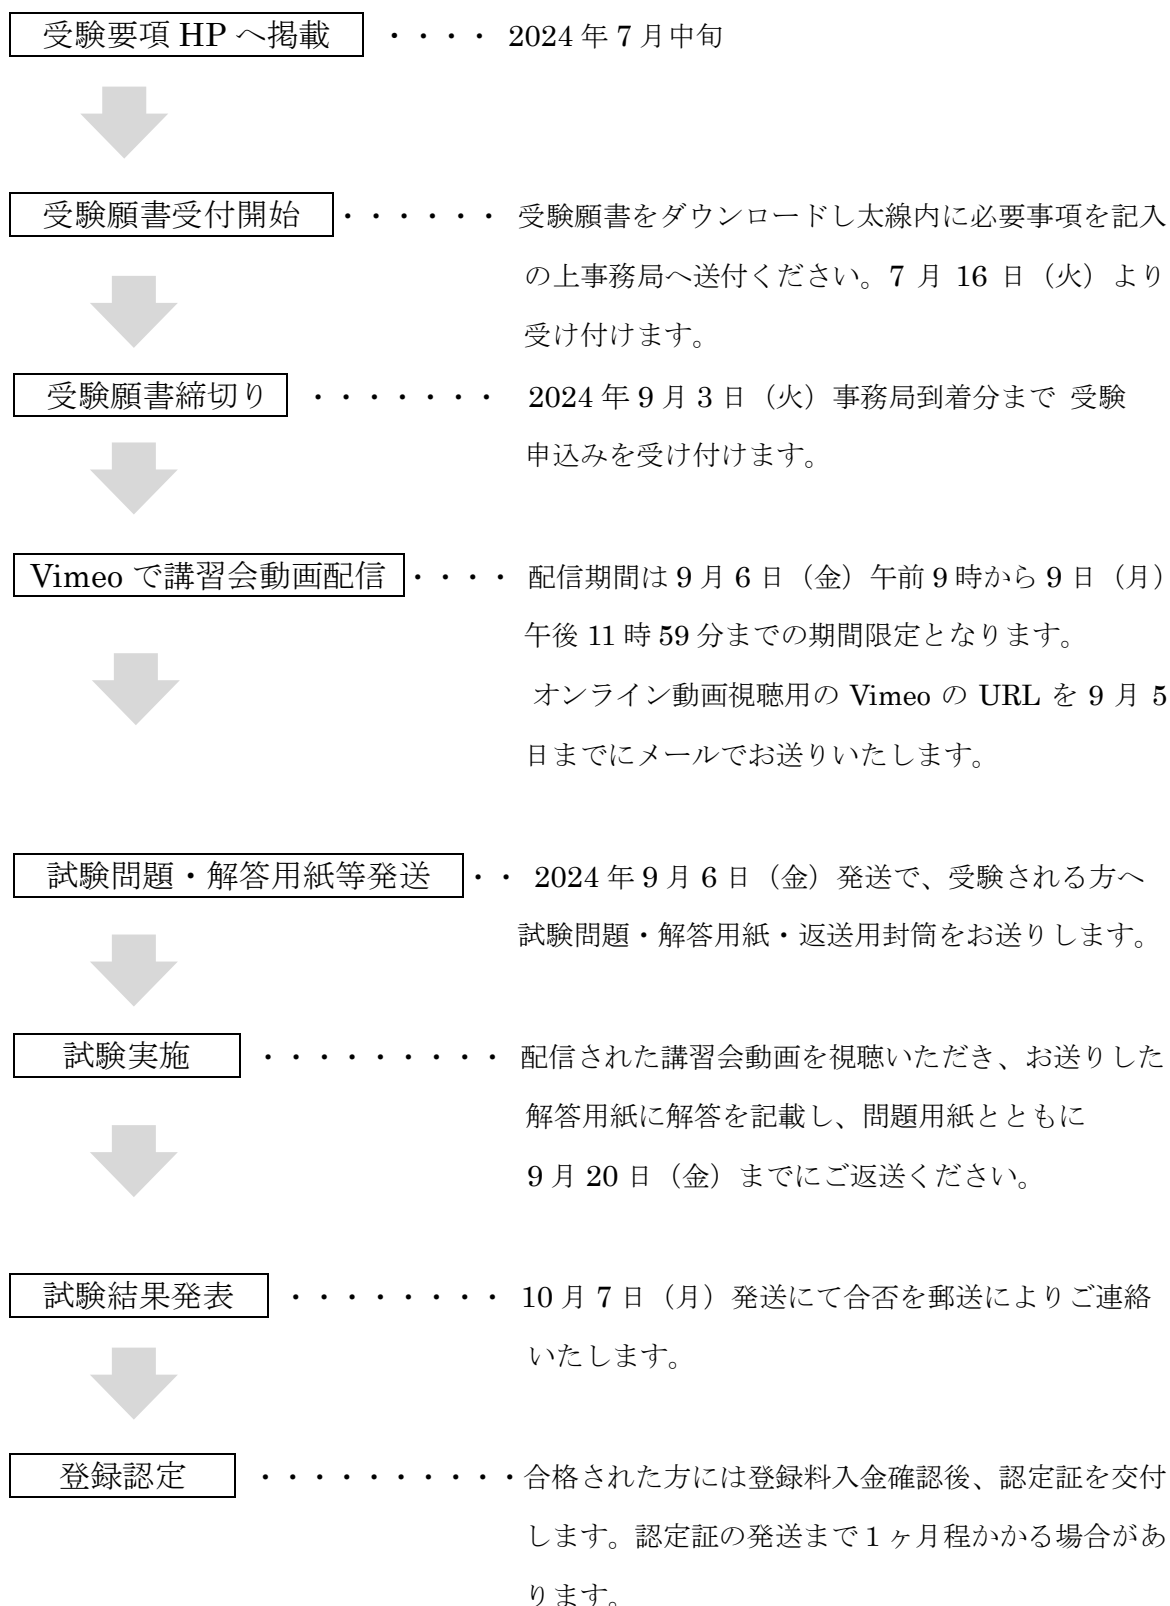 受験要項 HP へ掲載 ・・・・ 2024 年 7 月中旬
受験願書受付開始 ・・・・・・ 受験願書をダウンロードし太線内に必要事項を記入
の上事務局へ送付ください。7 月 16 日（火）より
受け付けます。
受験願書締切り ・・・・・・・ 2024 年 9 月 3 日（火）事務局到着分まで 受験
申込みを受け付けます。
Vimeo で講習会動画配信 ・・・・ 配信期間は 9 月 6 日（金）午前 9 時から 9 日（月）
午後 11 時 59 分までの期間限定となります。
オンライン動画視聴用の Vimeo の URL を 9 月 5
日までにメールでお送りいたします。
試験問題・解答用紙等発送 ・・ 2024 年 9 月 6 日（金）発送で、受験される方へ
試験問題・解答用紙・返送用封筒をお送りします。
試験実施 ・・・・・・・・・ 配信された講習会動画を視聴いただき、お送りした
解答用紙に解答を記載し、問題用紙とともに
9 月 20 日（金）までにご返送ください。
試験結果発表 ・・・・・・・・ 10 月 7 日（月）発送にて合否を郵送によりご連絡
いたします。
登録認定 ・・・・・・・・・・合格された方には登録料入金確認後、認定証を交付
します。認定証の発送まで 1 ヶ月程かかる場合があ
ります。